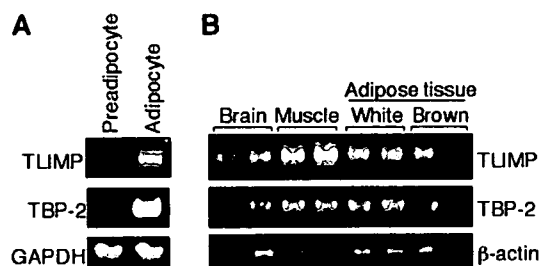 A
B
Preadipocyte
Adipocyte
Adipose tissue
Brain Muscle White Brown
TLIMP
TLIMP
TBP-2
TBP-2
GAPDH
β-actin